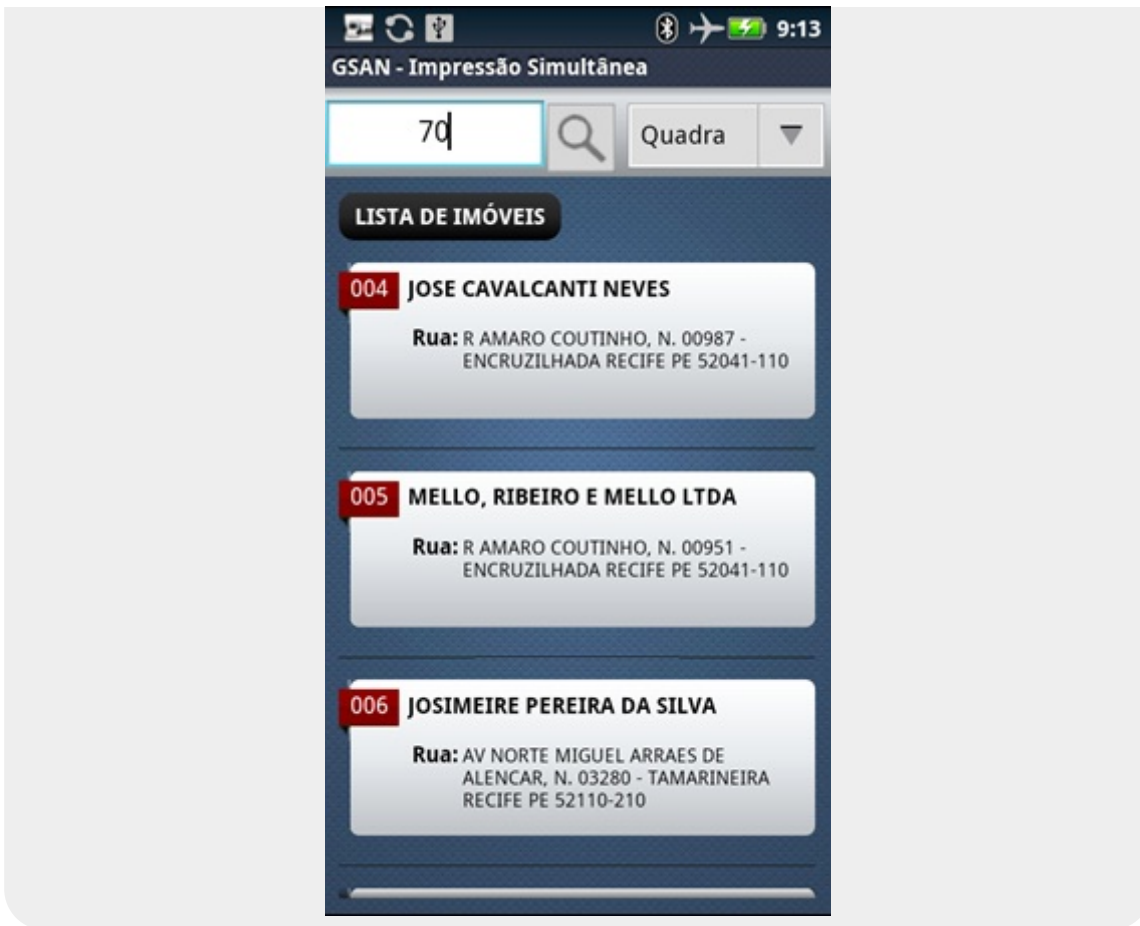 9:13
GSAN - Impressão Simultânea
70
Quadra
LISTA DE IMÓVEIS
004 JOSE CAVALCANTI NEVES
Rua: R AMARO COUTINHO, N. 00987 -
ENCRUZILHADA RECIFE PE 52041-110
005 MELLO, RIBEIRO E MELLO LTDA
Rua: R AMARO COUTINHO, N. 00951 -
ENCRUZILHADA RECIFE PE 52041-110
006 JOSIMEIRE PEREIRA DA SILVA
Rua: AV NORTE MIGUEL ARRAES DE
ALENCAR, N. 03280 - TAMARINEIRA
RECIFE PE 52110-210